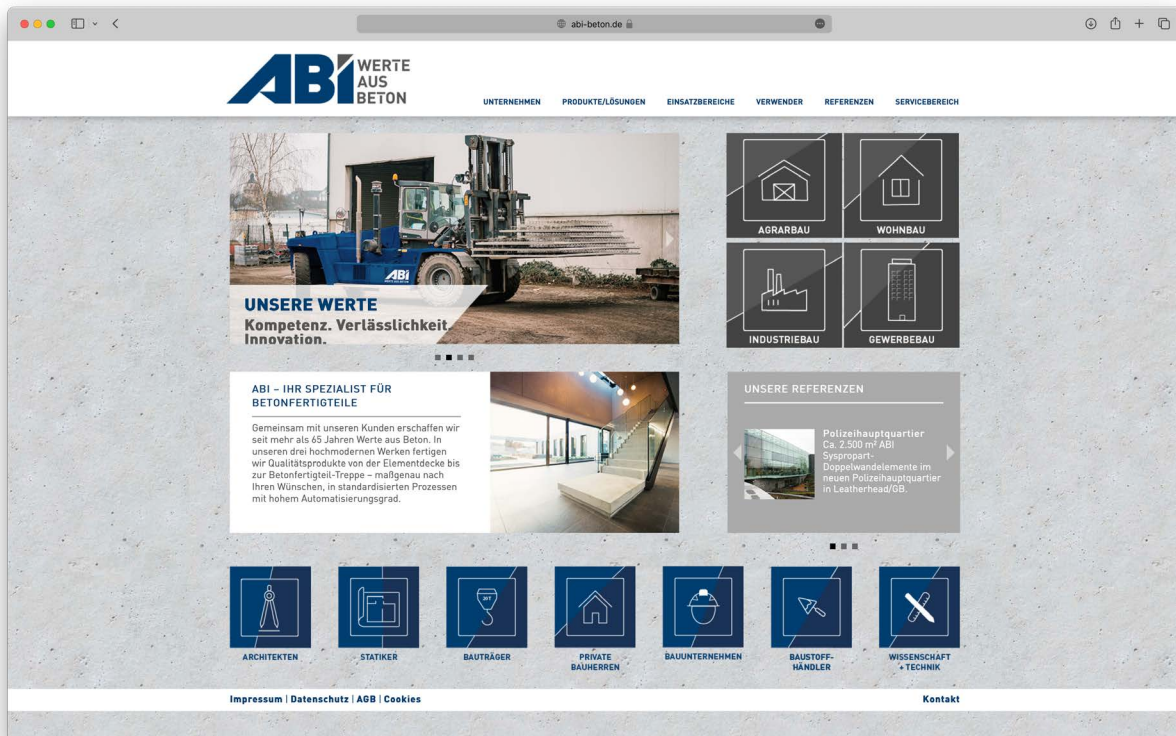 abi-beton.de
ABI
WERTE
AUS
BETON
UNTERNEHMEN PRODUKTE/LÖSUNGEN EINSATZBEREICHE VERWENDER REFERENZEN SERVICEBEREICH
ABI
WERTE AUS BETON
UNSERE WERTE
Kompetenz. Verlässlichkeit.
Innovation.
AGRARBAU
WOHNBAU
INDUSTRIEBAU
GEWERBEBAU
ABI – IHR SPEZIALIST FÜR
BETONFERTIGTEILE
Gemeinsam mit unseren Kunden erschaffen wir
seit mehr als 65 Jahren Werte aus Beton. In
unseren drei hochmodernen Werken fertigen
wir Qualitätsprodukte von der Elementdecke bis
zur Betonfertigteil-Treppe – maßgenau nach
Ihren Wünschen, in standardisierten Prozessen
mit hohem Automatisierungsgrad.
UNSERE REFERENZEN
Polizeihauptquartier
Ca. 2.500 m² ABI
Syspropart-
Doppelwandelemente im
neuen Polizeihauptquartier
in Leatherhead/GB.
ARCHITEKTEN
STATIKER
20T
BAUTRÄGER
PRIVATE
BAUHERREN
BAUUNTERNEHMEN
BAUSTOFF-
HÄNDLER
WISSENSCHAFT
+ TECHNIK
Impressum | Datenschutz | AGB | Cookies
Kontakt